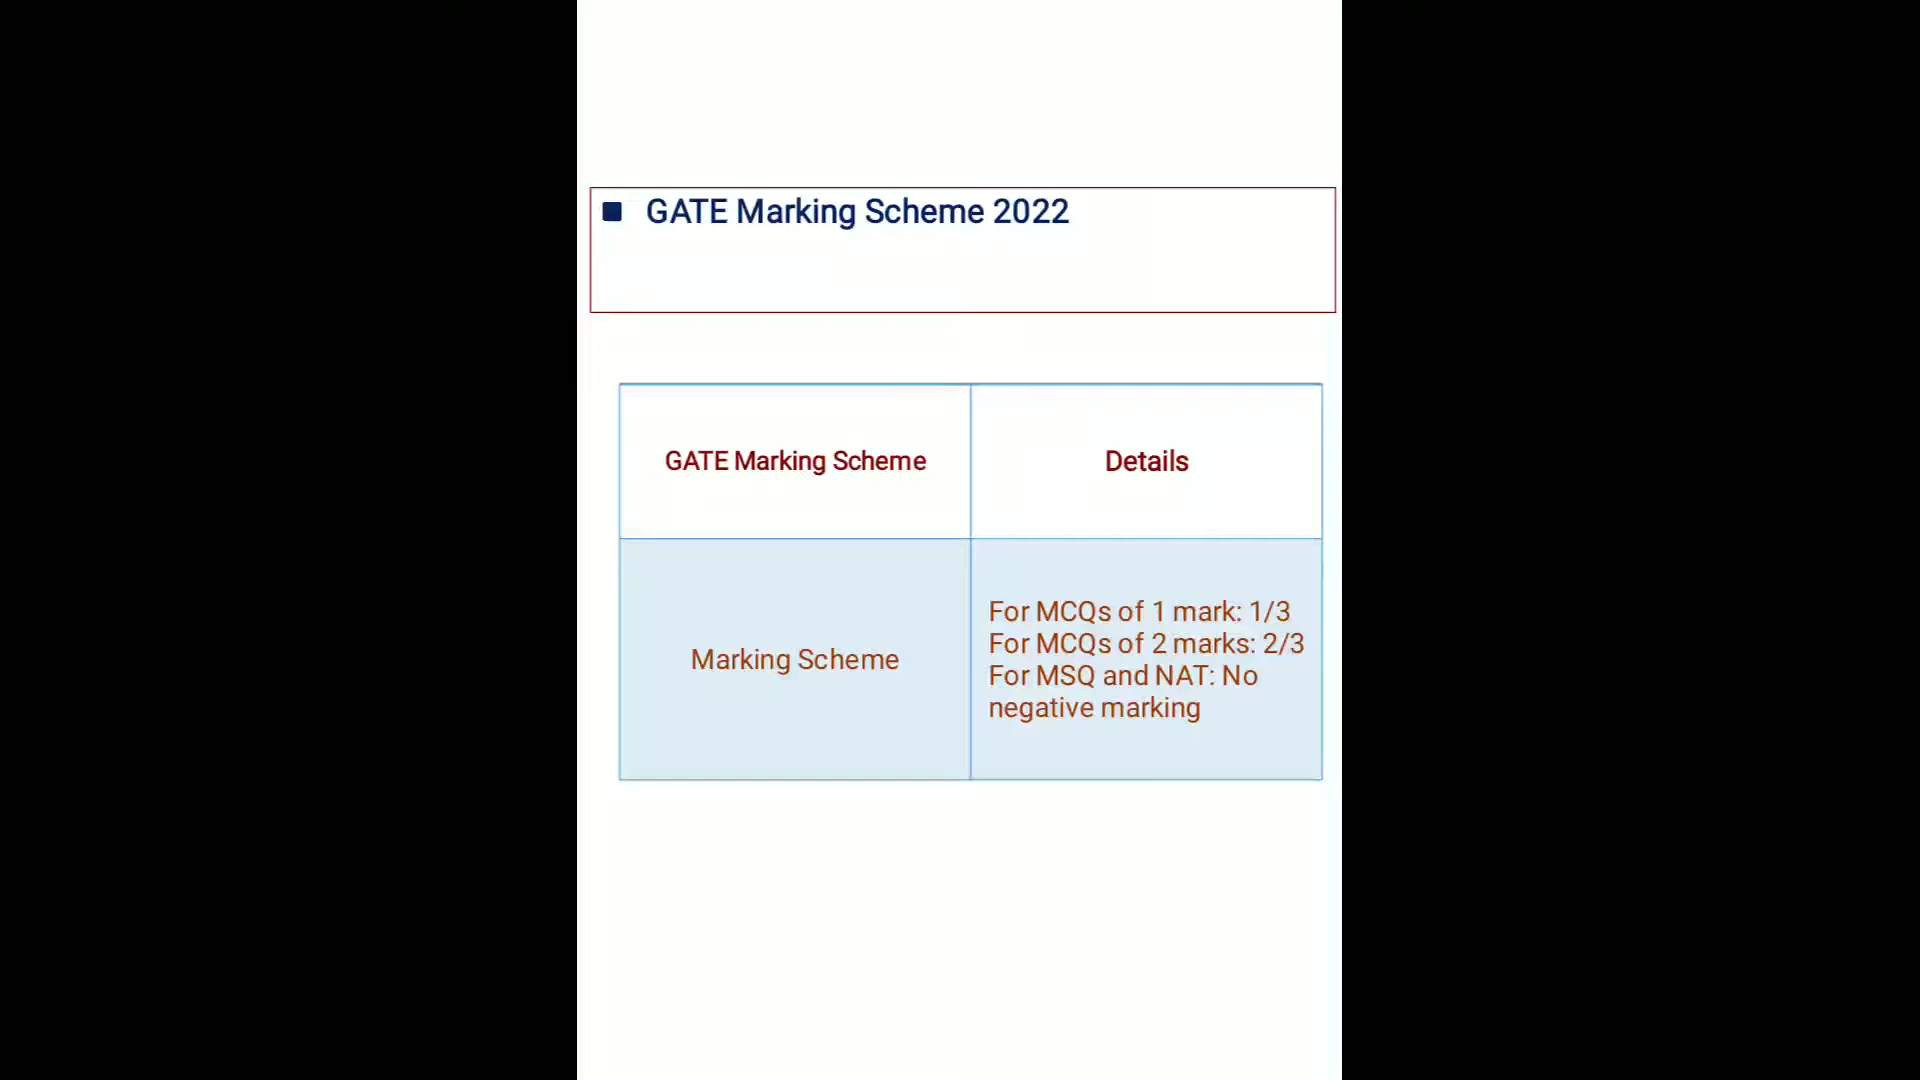 GATE Marking Scheme 2022
GATE Marking Scheme
Details
Marking Scheme
For MCQs of 1 mark: 1/3
For MCQs of 2 marks: 2/3
For MSQ and NAT: No
negative marking